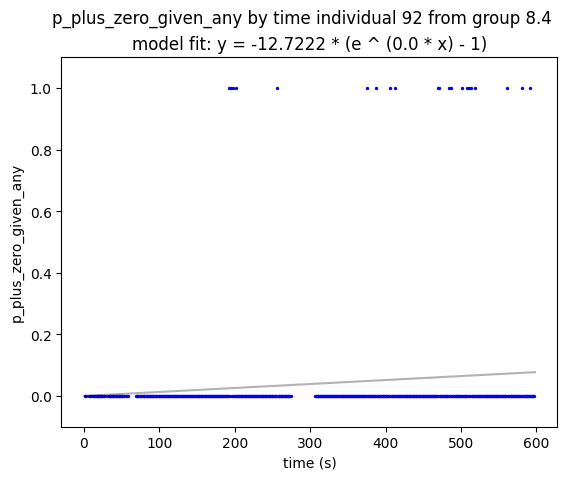 p_plus_zero_given_any by time individual 92 from group 8.4
model fit: y = -12.7222 * (e ^ (0.0 * x) - 1)
1.0
0.8
0.6
0.4
0.2
0.0
p_plus_zero_given_any
0 100 200 300 400 500 600
time (s)